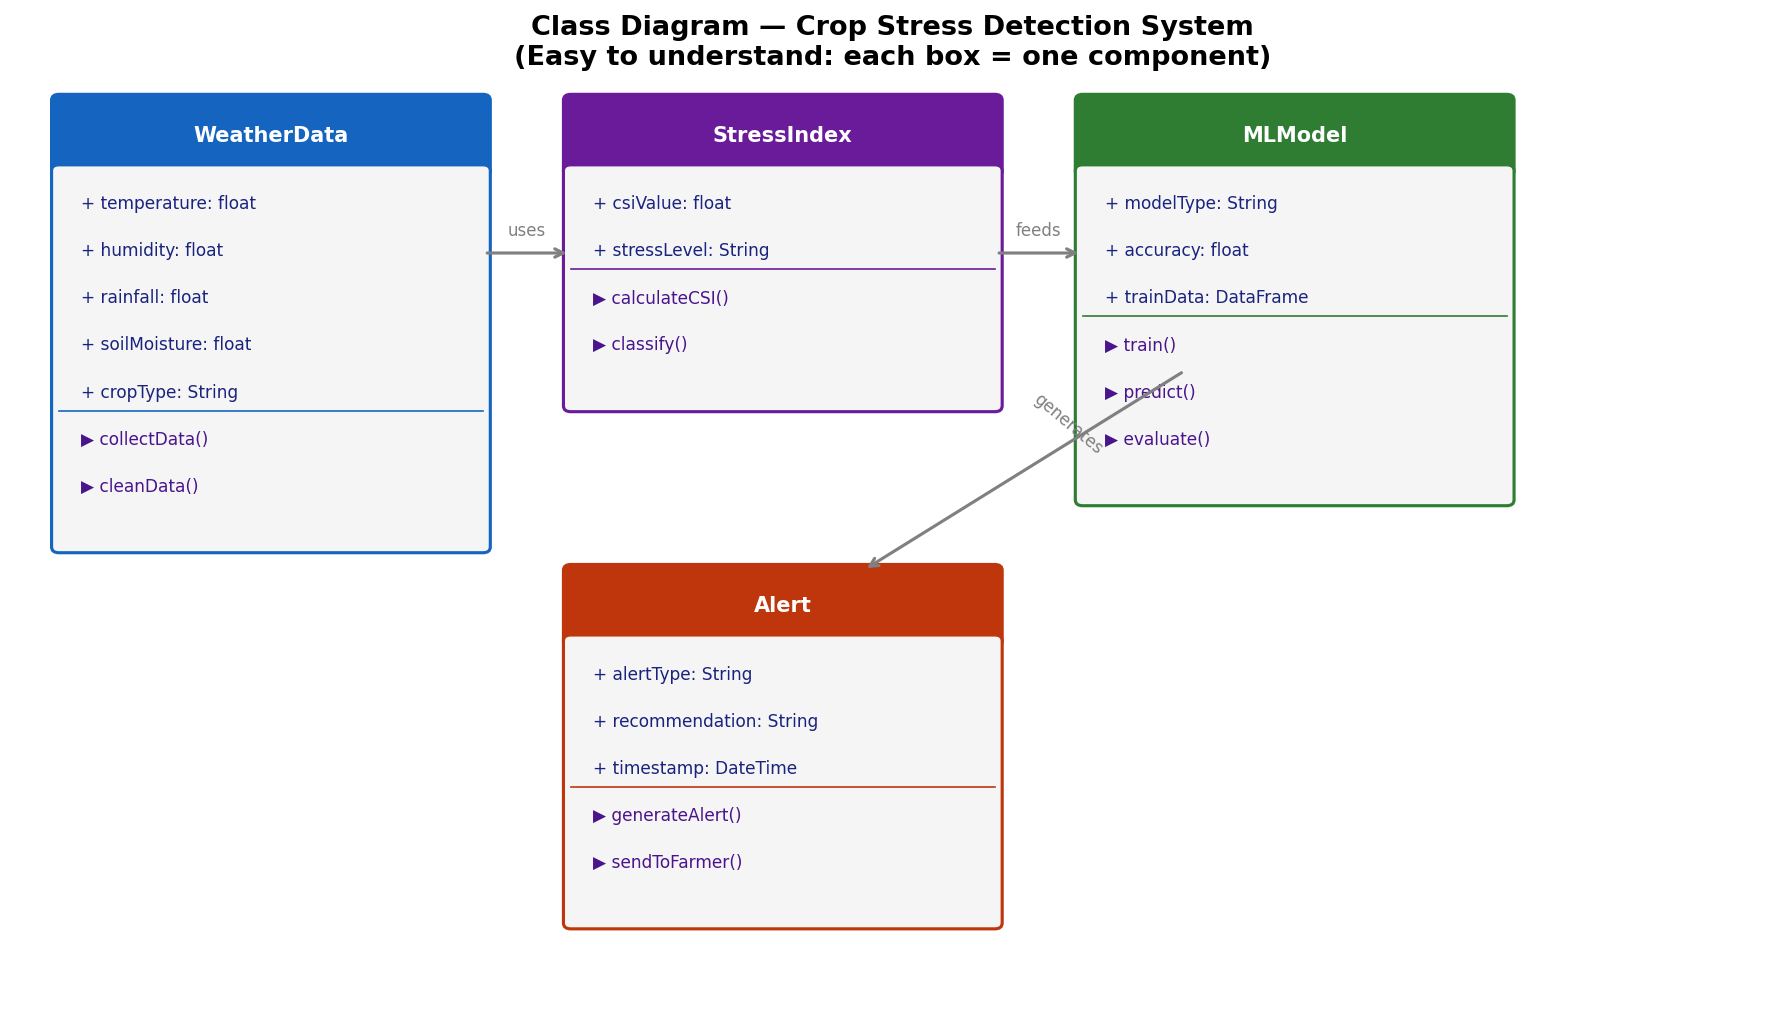 Class Diagram — Crop Stress Detection System
(Easy to understand: each box = one component)
WeatherData
+ temperature: float
+ humidity: float
+ rainfall: float
+ soilMoisture: float
+ cropType: String
▶ collectData()
▶ cleanData()
uses
StressIndex
+ csiValue: float
+ stressLevel: String
▶ calculateCSI()
▶ classify()
feeds
MLModel
+ modelType: String
+ accuracy: float
+ trainData: DataFrame
▶ train()
▶ predict()
▶ evaluate()
generates
Alert
+ alertType: String
+ recommendation: String
+ timestamp: DateTime
▶ generateAlert()
▶ sendToFarmer()